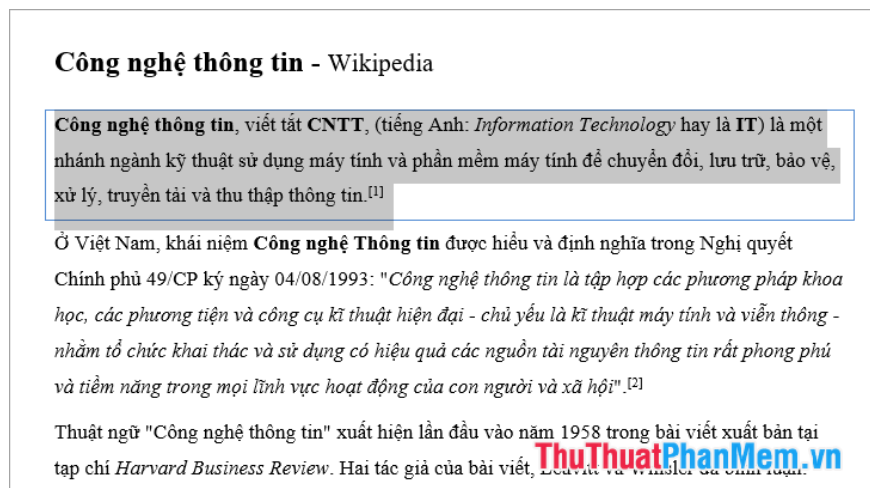 Công nghệ thông tin - Wikipedia
Công nghệ thông tin, viết tắt CNTT, (tiếng Anh: Information Technology hay là IT) là một
nhánh ngành kỹ thuật sử dụng máy tính và phần mềm máy tính để chuyển đổi, lưu trữ, bảo vệ,
xử lý, truyền tải và thu thập thông tin.[1]
Ở Việt Nam, khái niệm Công nghệ Thông tin được hiểu và định nghĩa trong Nghị quyết
Chính phủ 49/CP ký ngày 04/08/1993: "Công nghệ thông tin là tập hợp các phương pháp khoa
học, các phương tiện và công cụ kĩ thuật hiện đại - chủ yếu là kĩ thuật máy tính và viễn thông -
nhằm tổ chức khai thác và sử dụng có hiệu quả các nguồn tài nguyên thông tin rất phong phú
và tiềm năng trong mọi lĩnh vực hoạt động của con người và xã hội".[2]
Thuật ngữ "Công nghệ thông tin" xuất hiện lần đầu vào năm 1958 trong bài viết xuất bản tại
tạp chí Harvard Business Review. Hai tác giả của bài viết,
ThuThuatPhanMem.vn